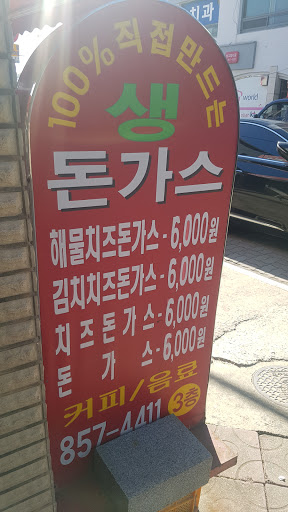 100% 직접만드는
생
돈가스
해물치즈돈가스 - 6,000원
김치치즈돈가스 - 6,000원
치즈돈가스 - 6,000원
돈가스 - 6,000원
커피/음료
857-4411 3층
치과
world